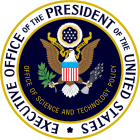 EXECUTIVE OFFICE OF THE PRESIDENT OF THE UNITED STATES
OFFICE OF SCIENCE AND TECHNOLOGY POLICY